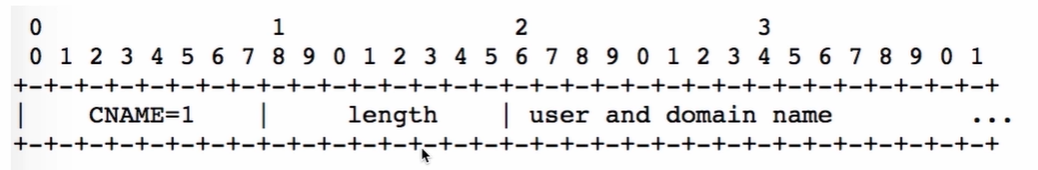 0 1 2 3
0 1 2 3 4 5 6 7 8 9 0 1 2 3 4 5 6 7 8 9 0 1 2 3 4 5 6 7 8 9 0 1
+-+-+-+-+-+-+-+-+-+-+-+-+-+-+-+-+-+-+-+-+-+-+-+-+-+-+-+-+-+-+-+-+
| CNAME=1 | length | user and domain name ...
+-+-+-+-+-+-+-+-+-+-+-+-+-+-+-+-+-+-+-+-+-+-+-+-+-+-+-+-+-+-+-+-+